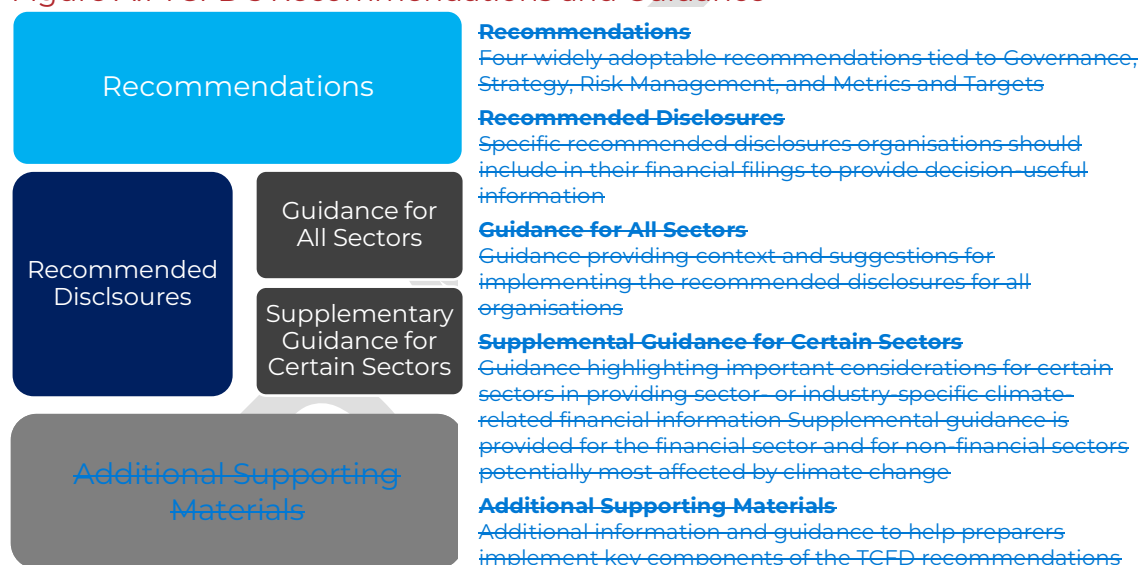 Recommendations
Recommended
Disclsoures
Guidance for
All Sectors
Supplementary
Guidance for
Certain Sectors
Additional Supporting
Materials
Recommendations
Four widely adoptable recommendations tied to Governance,
Strategy, Risk Management, and Metrics and Targets
Recommended Disclosures
Specific recommended disclosures organisations should
include in their financial filings to provide decision-useful
information
Guidance for All Sectors
Guidance providing context and suggestions for
implementing the recommended disclosures for all
organisations
Supplemental Guidance for Certain Sectors
Guidance highlighting important considerations for certain
sectors in providing sector- or industry-specific climate-
related financial information Supplemental guidance is
provided for the financial sector and for non-financial sectors
potentially most affected by climate change
Additional Supporting Materials
Additional information and guidance to help preparers
implement key components of the TCFD recommendations